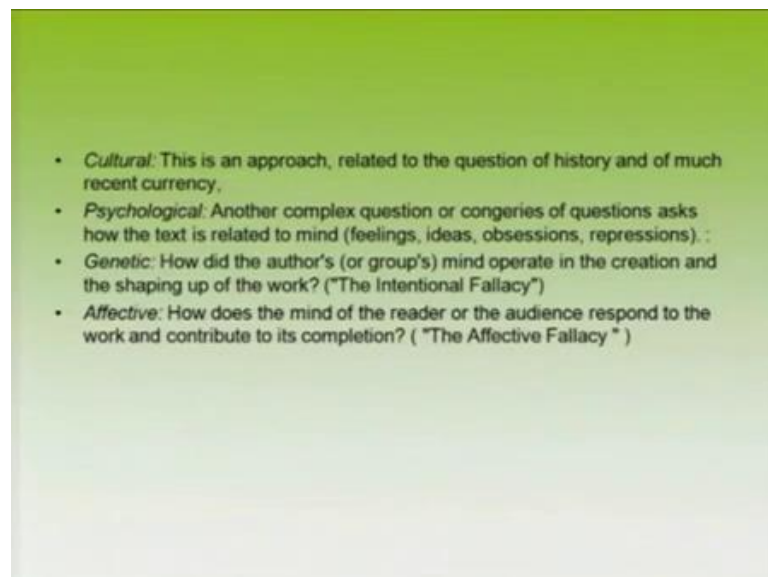 • Cultural: This is an approach, related to the question of history and of much
recent currency.
• Psychological: Another complex question or congeries of questions asks
how the text is related to mind (feelings, ideas, obsessions, repressions). :
• Genetic: How did the author's (or group's) mind operate in the creation and
the shaping up of the work? ("The Intentional Fallacy")
• Affective: How does the mind of the reader or the audience respond to the
work and contribute to its completion? ( "The Affective Fallacy " )